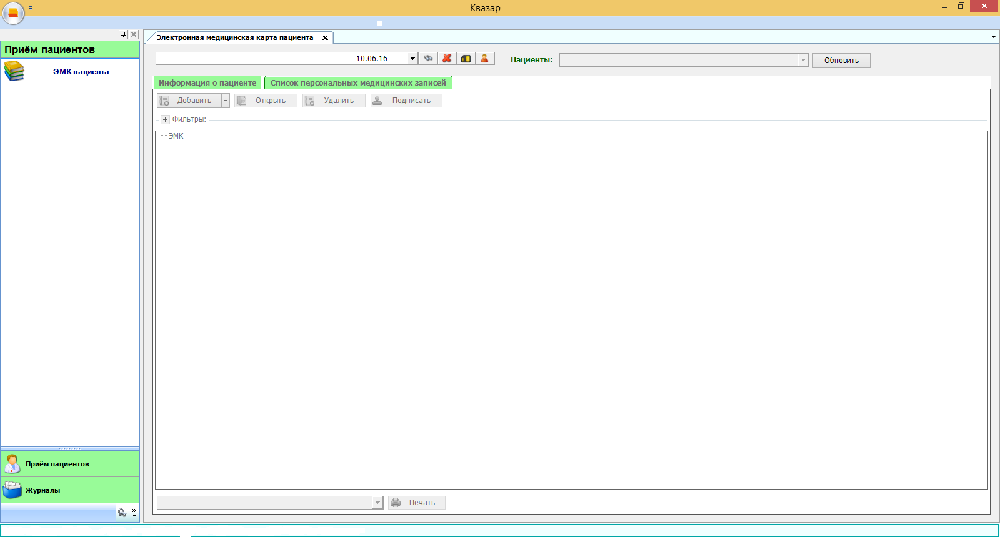 Квазар
Электронная медицинская карта пациента
Приём пациентов
ЭМК пациента
10.06.16
Пациенты:
Обновить
Информация о пациенте
Список персональных медицинских записей
Добавить
Открыть
Удалить
Подписать
Фильтры:
ЭМК
Приём пациентов
Журналы
Печать